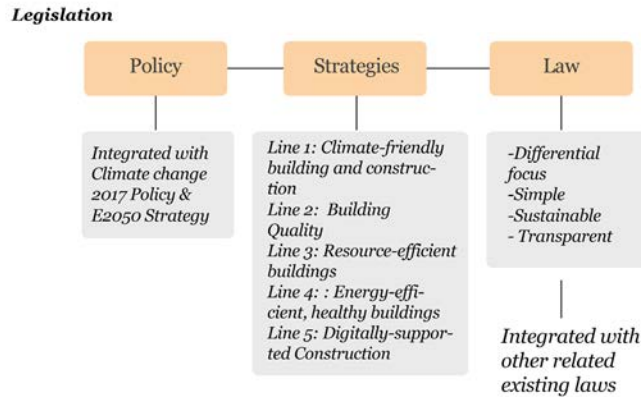 Legislation
Policy
Strategies
Law
Integrated with
Climate change
2017 Policy &
E2050 Strategy
Line 1: Climate-friendly
building and construc-
tion
Line 2:  Building
Quality
Line 3: Resource-efficient
buildings
Line 4: : Energy-effi-
cient, healthy buildings
Line 5: Digitally-suppor-
ted Construction
-Differential
focus
-Simple
-Sustainable
- Transparent
Integrated with
other related
existing laws